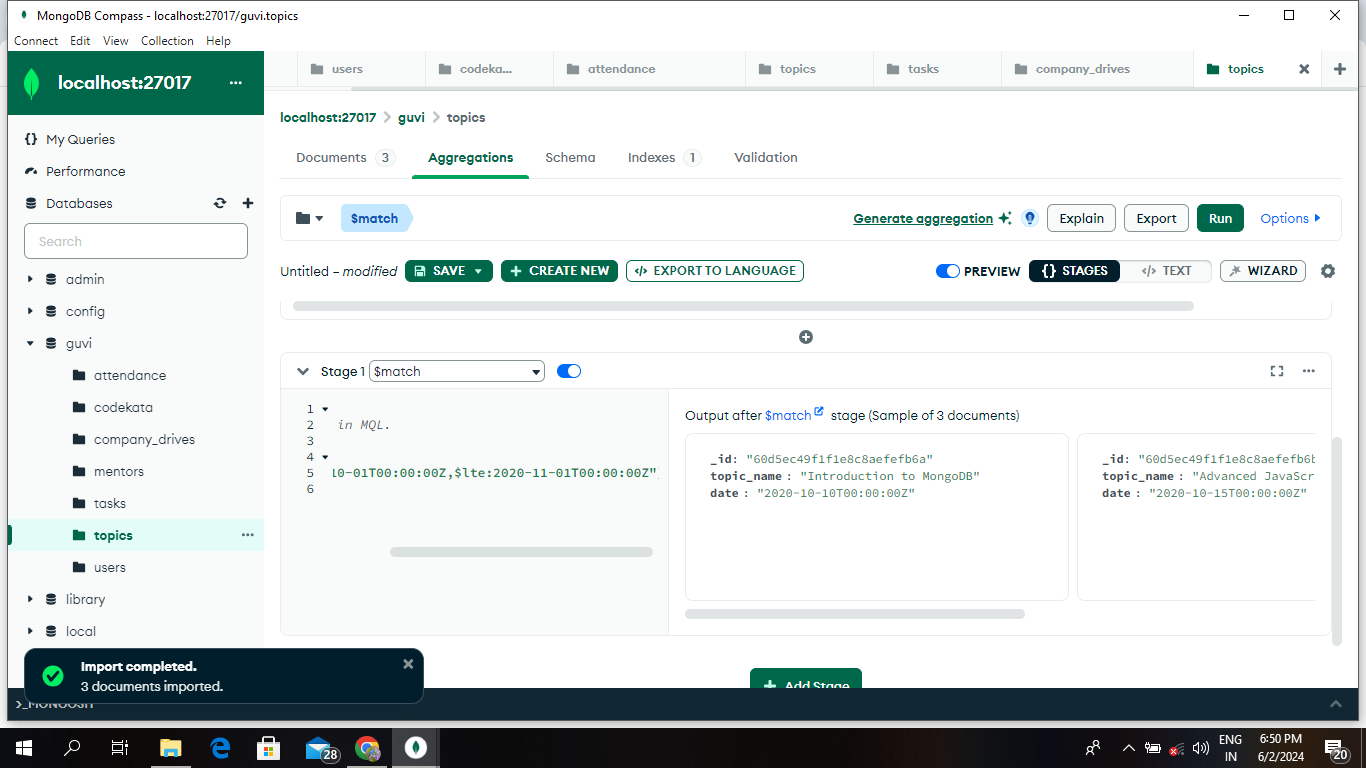 MongoDB Compass - localhost:27017/guvi.topics
Connect Edit View Collection Help
localhost:27017
users codeka... attendance topics tasks company_drives topics
localhost:27017 > guvi > topics
{} My Queries
Performance
Databases
Search
admin
config
guvi
attendance
codekata
company_drives
mentors
tasks
topics
users
library
local
Documents 3 Aggregations Schema Indexes 1 Validation
$match Generate aggregation Explain Export Run Options
Untitled – modified SAVE + CREATE NEW </> EXPORT TO LANGUAGE PREVIEW {} STAGES </> TEXT WIZARD
Stage 1 $match
1
2 in MQL.
3
4
5 10-01T00:00:00Z,$lte:2020-11-01T00:00:00Z"
6
Output after $match stage (Sample of 3 documents)
_id: "60d5ec49f1f1e8c8aefefb6a"
topic_name : "Introduction to MongoDB"
date : "2020-10-10T00:00:00Z"
_id: "60d5ec49f1f1e8c8aefefb6b
topic_name : "Advanced JavaScr
date : "2020-10-15T00:00:00Z"
+ Add Stage
Import completed.
3 documents imported.
>_MONGOSH
28
ENG
IN
6:50 PM
6/2/2024
20